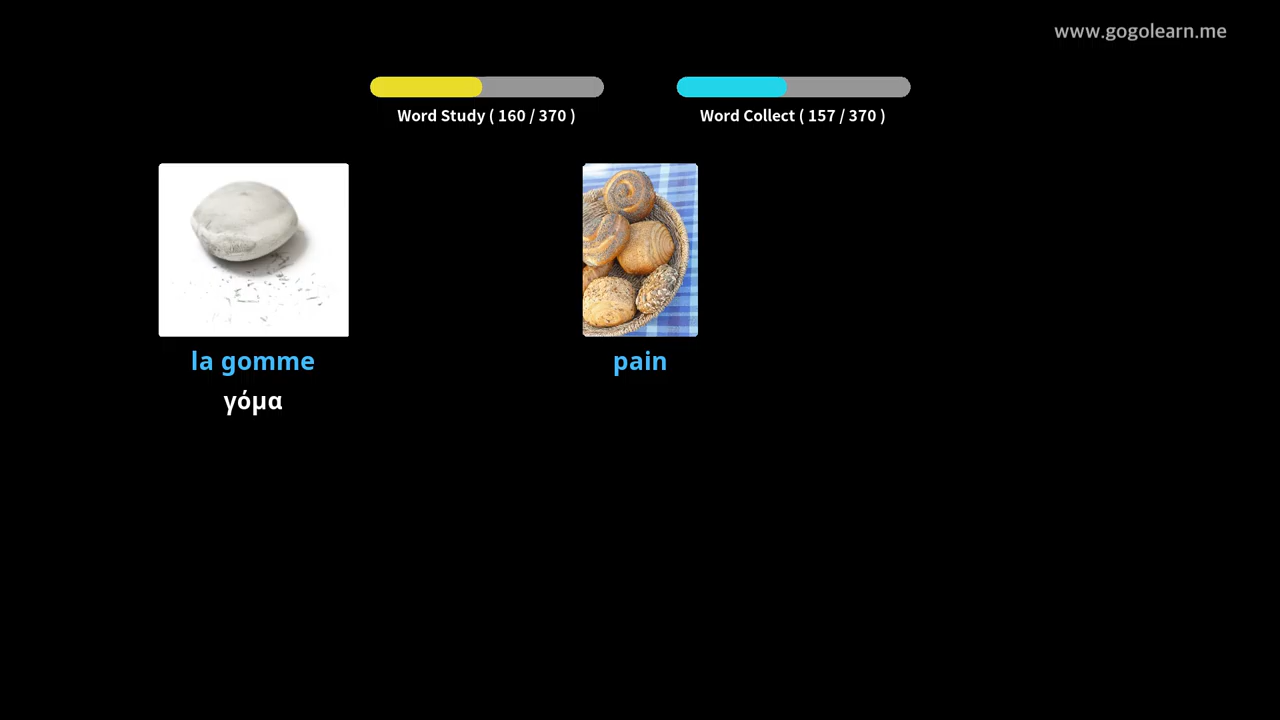 www.gogolearn.me
Word Study ( 160 / 370 )
Word Collect ( 157 / 370 )
la gomme
γόμα
pain